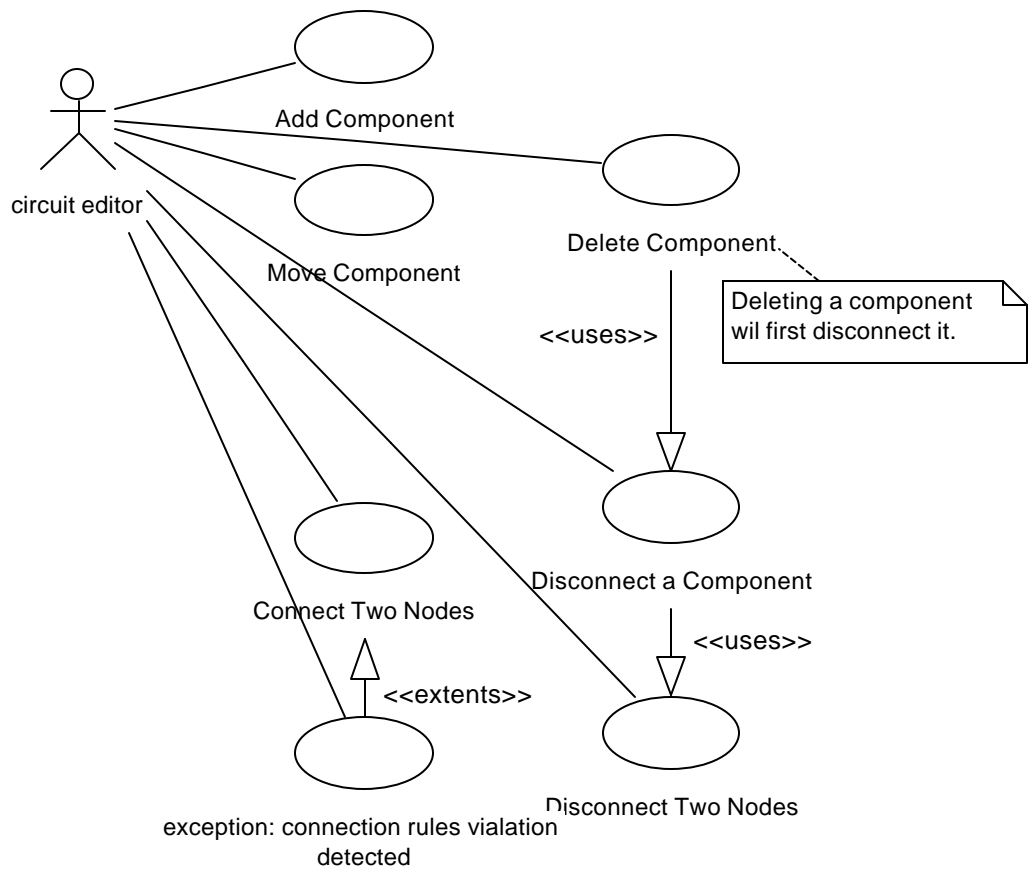 Add Component
circuit editor
Delete Component
Move Component
Deleting a component
wil first disconnect it.
<<uses>>
Disconnect a Component
Connect Two Nodes
<<uses>>
<<extents>>
Disconnect Two Nodes
exception: connection rules vialation
detected